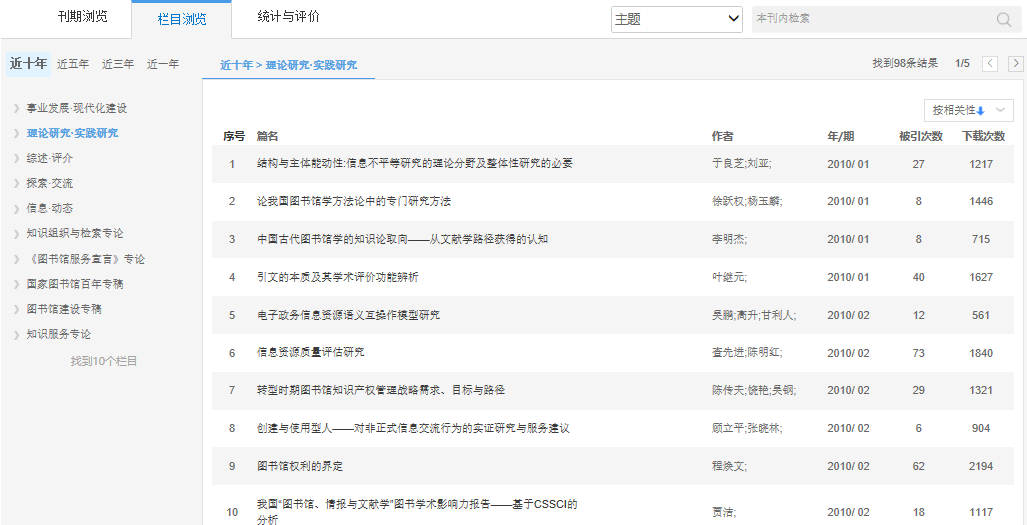 刊期浏览 栏目浏览 统计与评价 主题 本刊内检索
近十年 近五年 近三年 近一年 近十年 > 理论研究·实践研究 找到98条结果 1/5
事业发展·现代化建设
理论研究·实践研究
综述·评介
探索·交流
信息·动态
知识组织与检索专论
《图书馆服务宣言》专论
国家图书馆百年专稿
图书馆建设专稿
知识服务专论
找到10个栏目
按相关性
序号 篇名 作者 年/期 被引次数 下载次数
1 结构与主体能动性:信息不平等研究的理论分野及整体性研究的必要 于良芝;刘亚; 2010/ 01 27 1217
2 论我国图书馆学方法论中的专门研究方法 徐跃权;杨玉麟; 2010/ 01 8 1446
3 中国古代图书馆学的知识论取向——从文献学路径获得的认知 李明杰; 2010/ 01 8 715
4 引文的本质及其学术评价功能辨析 叶继元; 2010/ 01 40 1627
5 电子政务信息资源语义互操作模型研究 吴鹏;高升;甘利人; 2010/ 02 12 561
6 信息资源质量评估研究 查先进;陈明红; 2010/ 02 73 1840
7 转型时期图书馆知识产权管理战略需求、目标与路径 陈传夫;饶艳;吴钢; 2010/ 02 29 1321
8 创建与使用型人——对非正式信息交流行为的实证研究与服务建议 顾立平;张晓林; 2010/ 02 6 904
9 图书馆权利的界定 程焕文; 2010/ 02 62 2194
10 我国“图书馆、情报与文献学”图书学术影响力报告——基于CSSCI的 贾洁; 2010/ 02 18 1117
分析